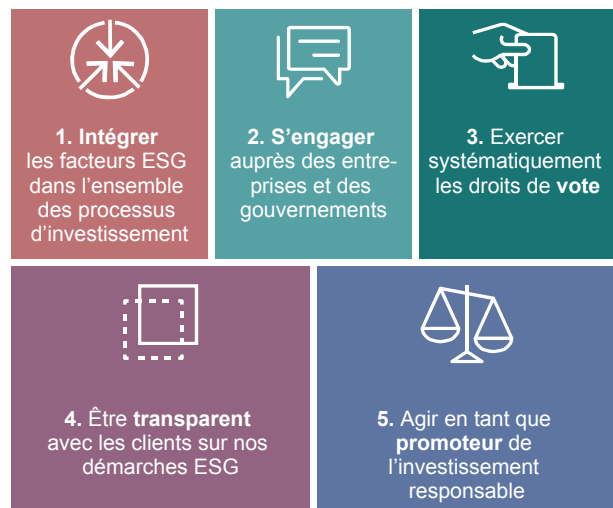 1. Intégrer
les facteurs ESG
dans l’ensemble
des processus
d’investissement
2. S’engager
auprès des entre-
prises et des
gouvernements
3. Exercer
systématiquement
les droits de vote
4. Être transparent
avec les clients sur nos
démarches ESG
5. Agir en tant que
promoteur de
l’investissement
responsable